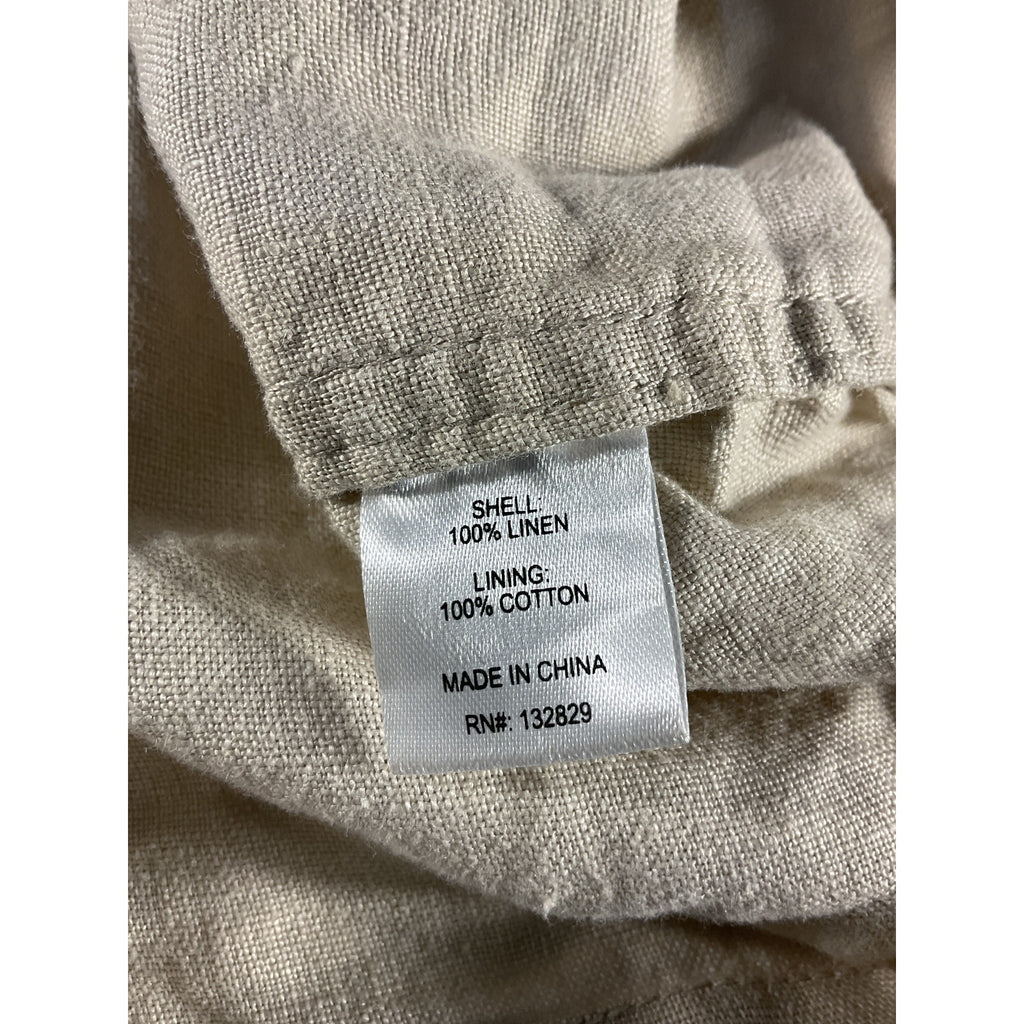 SHELL:
100% LINEN
LINING:
100% COTTON
MADE IN CHINA
RN#: 132829